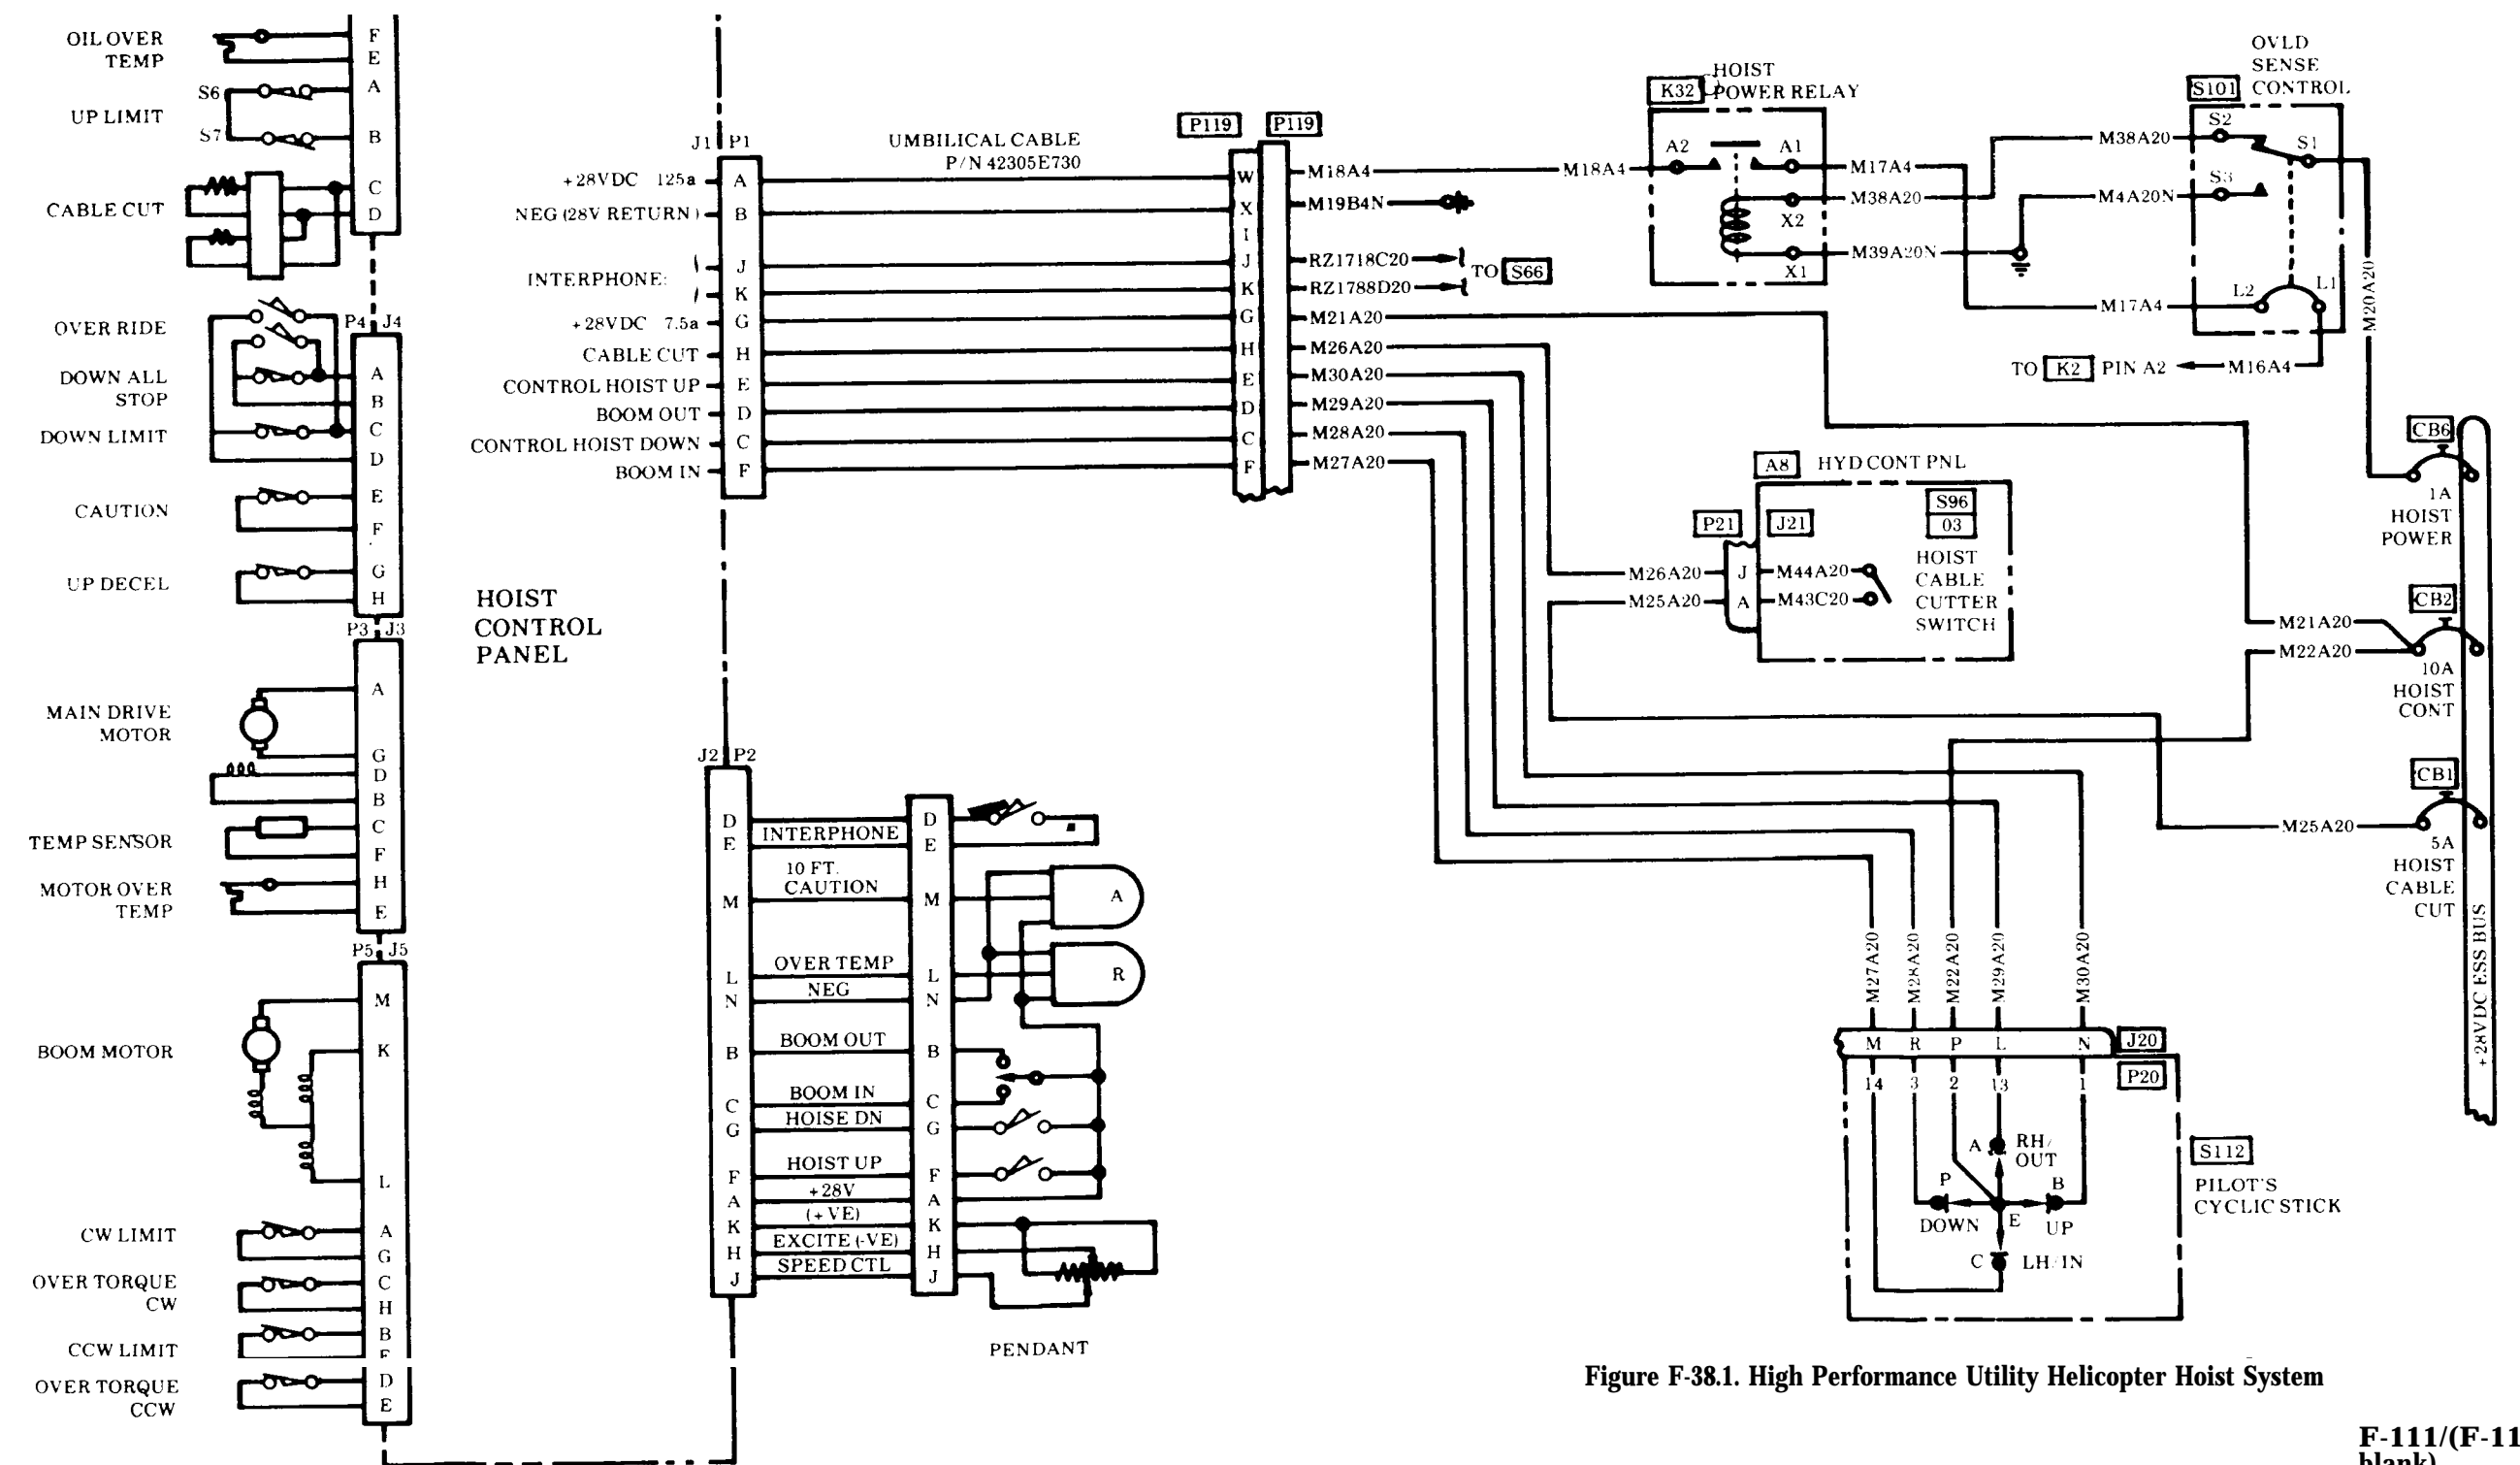 OIL OVER
TEMP
F
E
S6
A
UP LIMIT
S7
B
CABLE CUT
C
D
OVER RIDE
P4 J4
DOWN ALL
STOP
A
B
DOWN LIMIT
C
D
CAUTION
E
F
UP DECEL
G
H
P3 J3
MAIN DRIVE
MOTOR
A
G
D
B
TEMP SENSOR
C
F
MOTOR OVER
TEMP
H
E
P5 J5
BOOM MOTOR
M
K
L
CW LIMIT
A
G
OVER TORQUE
CW
C
H
CCW LIMIT
B
F
OVER TORQUE
CCW
D
E
HOIST
CONTROL
PANEL
J1 P1
UMBILICAL CABLE
P/N 42305E730
P119 P119
+28VDC 125a A W M18A4
NEG (28V RETURN) B X M19B4N
I
INTERPHONE:
J J RZ1718C20
K K RZ1788D20
TO S66
+28VDC 7.5a G G M21A20
CABLE CUT H H M26A20
CONTROL HOIST UP E E M30A20
BOOM OUT D D M29A20
CONTROL HOIST DOWN C C M28A20
BOOM IN F F M27A20
K32
HOIST
POWER RELAY
M18A4 A2 A1 M17A4
M38A20
X2
M39A20N
X1
OVLD
SENSE
CONTROL
S101
M38A20 S2 S1
M4A20N S3
M17A4 L2 L1
M20A20
TO K2 PIN A2 M16A4
A8 HYD CONT PNL
P21 J21
S96
03
HOIST
CABLE
CUTTER
SWITCH
M26A20 J M44A20
M25A20 A M43C20
CB6
1A
HOIST
POWER
CB2
M21A20
M22A20
10A
HOIST
CONT
CB1
M25A20
5A
HOIST
CABLE
CUT
+28VDC ESS BUS
J2 P2
D D
INTERPHONE
E E
10 FT.
CAUTION
M M A
OVER TEMP
L L R
NEG
N N
BOOM OUT
B B
BOOM IN
C C
HOISE DN
G G
HOIST UP
F F
+28V
A A
(+VE)
K K
EXCITE (-VE)
H H
SPEED CTL
J J
PENDANT
M27A20 M28A20 M22A20 M29A20 M30A20
M R P L N J20
14 3 2 13 1 P20
A RH/
OUT
P B
DOWN E UP
C LH/IN
S112
PILOT'S
CYCLIC STICK
Figure F-38.1. High Performance Utility Helicopter Hoist System
F-111/(F-11
blank)